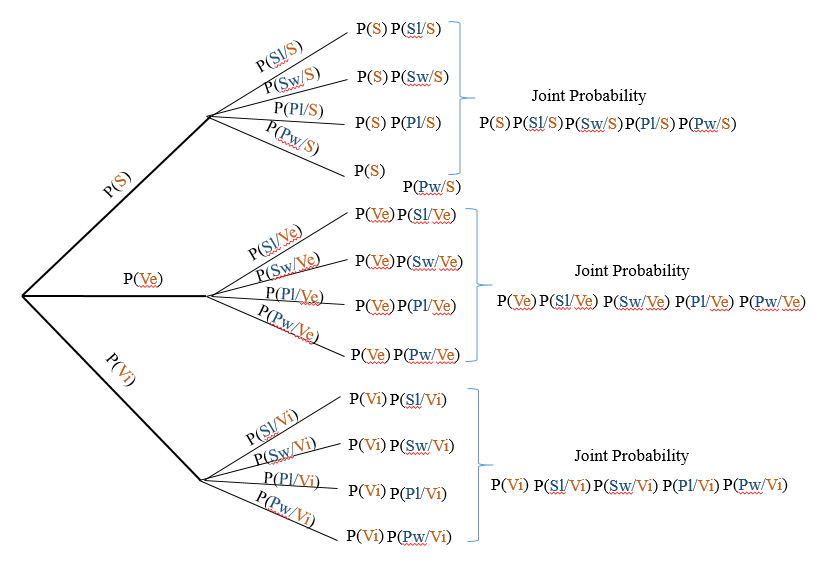 P(S)
P(Sl/S)
P(Sw/S)
P(Pl/S)
P(Pw/S)
P(S) P(Sl/S)
P(S) P(Sw/S)
P(S) P(Pl/S)
P(S)
P(Pw/S)
Joint Probability
P(S) P(Sl/S) P(Sw/S) P(Pl/S) P(Pw/S)
P(Ve)
P(Sl/Ve)
P(Sw/Ve)
P(Pl/Ve)
P(Pw/Ve)
P(Ve) P(Sl/Ve)
P(Ve) P(Sw/Ve)
P(Ve) P(Pl/Ve)
P(Ve) P(Pw/Ve)
Joint Probability
P(Ve) P(Sl/Ve) P(Sw/Ve) P(Pl/Ve) P(Pw/Ve)
P(Vi)
P(Sl/Vi)
P(Sw/Vi)
P(Pl/Vi)
P(Pw/Vi)
P(Vi) P(Sl/Vi)
P(Vi) P(Sw/Vi)
P(Vi) P(Pl/Vi)
P(Vi) P(Pw/Vi)
Joint Probability
P(Vi) P(Sl/Vi) P(Sw/Vi) P(Pl/Vi) P(Pw/Vi)